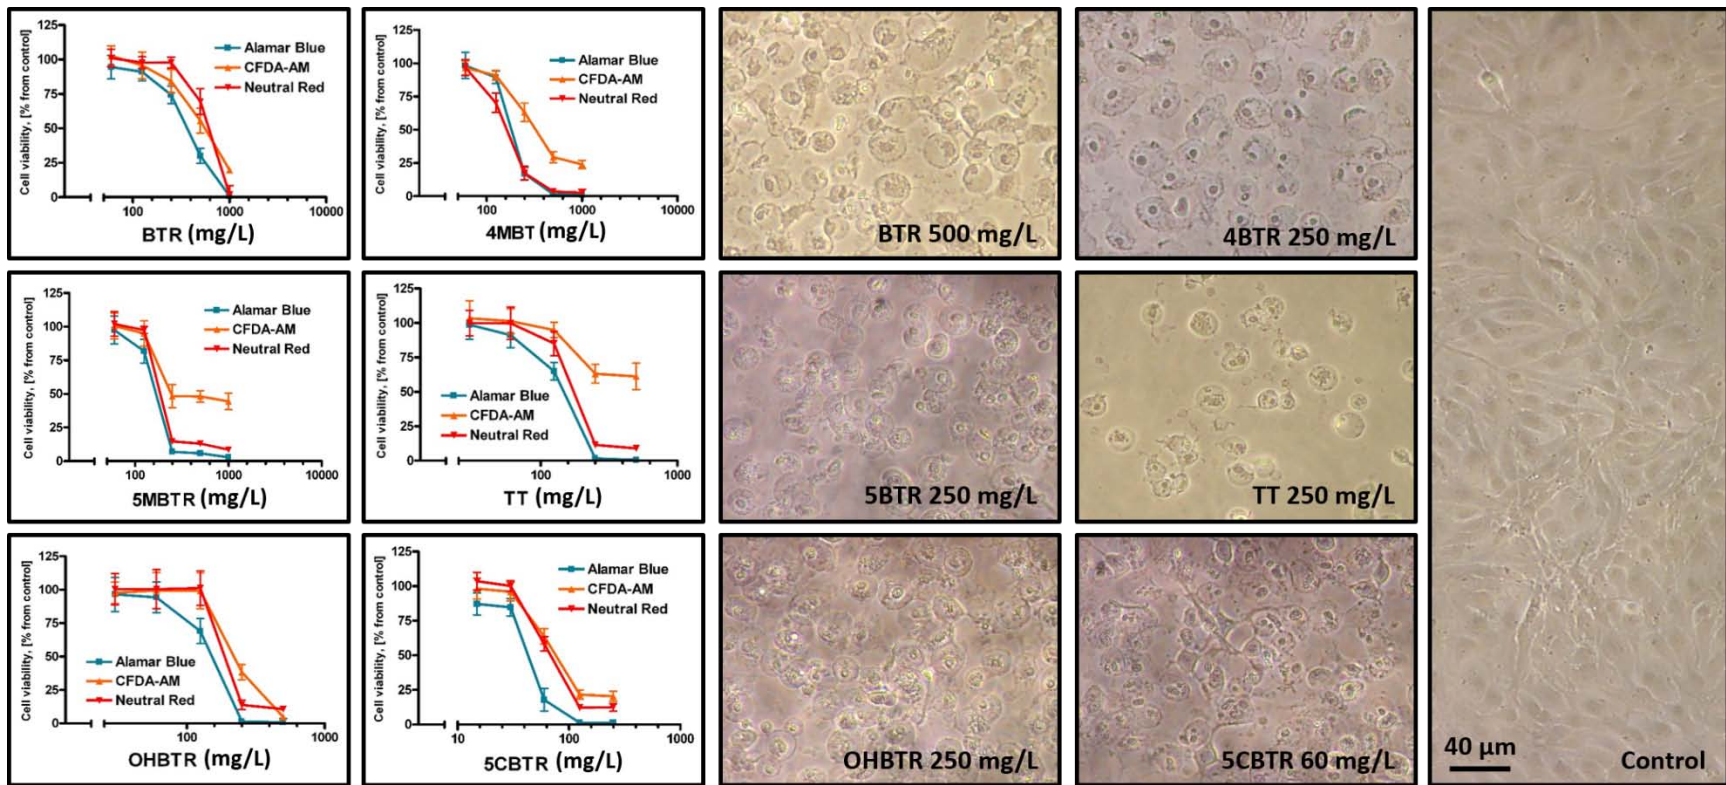 Cell viability, [% from control]
125
100
75
50
25
0
100
1000
10000
Alamar Blue
CFDA-AM
Neutral Red
BTR (mg/L)
Cell viability, [% from control]
125
100
75
50
25
0
100
1000
10000
Alamar Blue
CFDA-AM
Neutral Red
4MBT (mg/L)
BTR 500 mg/L
4BTR 250 mg/L
Cell viability, [% from control]
125
100
75
50
25
0
100
1000
10000
Alamar Blue
CFDA-AM
Neutral Red
5MBTR (mg/L)
Cell viability, [% from control]
125
100
75
50
25
0
100
1000
Alamar Blue
CFDA-AM
Neutral Red
TT (mg/L)
5BTR 250 mg/L
TT 250 mg/L
Cell viability, [% from control]
125
100
75
50
25
0
100
1000
Alamar Blue
CFDA-AM
Neutral Red
OHBTR (mg/L)
Cell viability, [% from control]
125
100
75
50
25
0
10
100
1000
Alamar Blue
CFDA-AM
Neutral Red
5CBTR (mg/L)
OHBTR 250 mg/L
5CBTR 60 mg/L
40 µm
Control